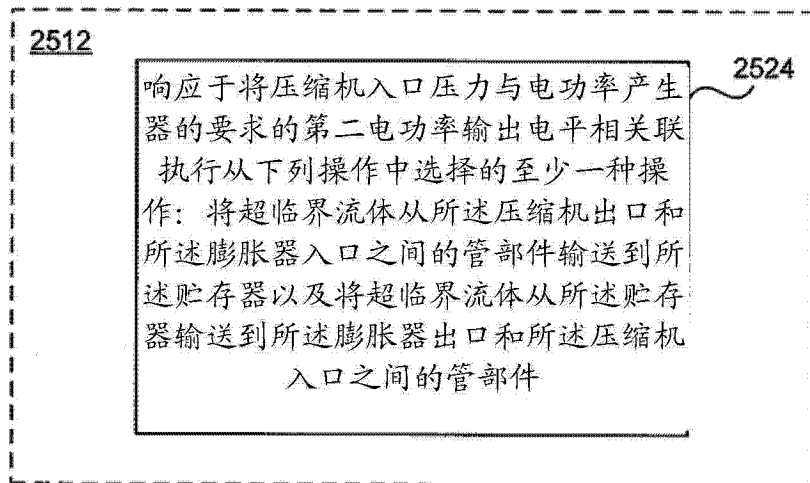 2512
2524
响应于将压缩机入口压力与电功率产生
器的要求的第二电功率输出电平相关联
执行从下列操作中选择的至少一种操
作：将超临界流体从所述压缩机出口和
所述膨胀器入口之间的管部件输送到所
述贮存器以及将超临界流体从所述贮存
器输送到所述膨胀器出口和所述压缩机
入口之间的管部件